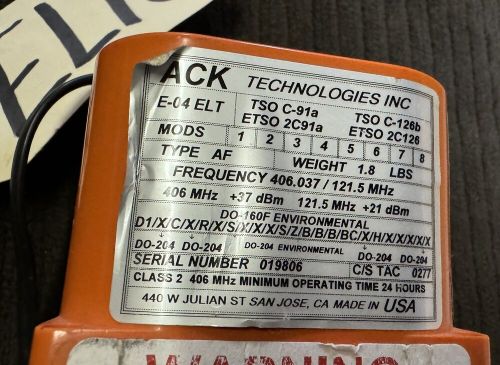 ELT
ACK TECHNOLOGIES INC
E-04 ELT TSO C-91a TSO C-126b
ETSO 2C91a ETSO 2C126
MODS 1 2 3 4 5 6 7 8
TYPE AF WEIGHT 1.8 LBS
FREQUENCY 406.037 / 121.5 MHz
406 MHz +37 dBm 121.5 MHz +21 dBm
DO-160F ENVIRONMENTAL
D1/X/C/X/R/X/S/X/X/X/S/Z/B/B/B/BC/X/H/X/X/X/X/X
DO-204 DO-204 DO-204 ENVIRONMENTAL DO-204 DO-204
SERIAL NUMBER 019806 C/S TAC 0277
CLASS 2 406 MHz MINIMUM OPERATING TIME 24 HOURS
440 W JULIAN ST SAN JOSE, CA MADE IN USA
WARNING